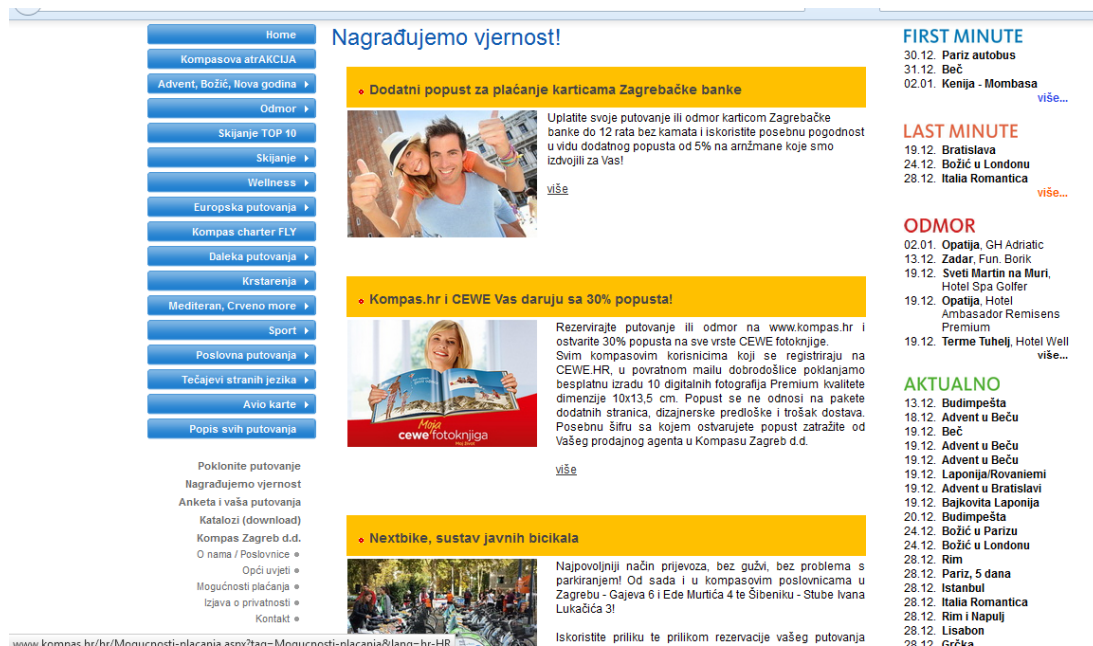 Home
Kompasova atrAKCIJA
Advent, Božić, Nova godina
Odmor
Skijanje TOP 10
Skijanje
Wellness
Europska putovanja
Kompas charter FLY
Daleka putovanja
Krstarenja
Mediteran, Crveno more
Sport
Poslovna putovanja
Tečajevi stranih jezika
Avio karte
Popis svih putovanja
Poklonite putovanje
Nagrađujemo vjernost
Anketa i vaša putovanja
Katalozi (download)
Kompas Zagreb d.d.
O nama / Poslovnice
Opći uvjeti
Mogućnosti plaćanja
Izjava o privatnosti
Kontakt
www.kompas.hr/hr/Mogucnosti-placanja.aspx?tag=Mogucnosti-placanja&lang=hr-HR
Nagrađujemo vjernost!
Dodatni popust za plaćanje karticama Zagrebačke banke
Uplatite svoje putovanje ili odmor karticom Zagrebačke
banke do 12 rata bez kamata i iskoristite posebnu pogodnost
u vidu dodatnog popusta od 5% na arnžmane koje smo
izdvojili za Vas!
više
Kompas.hr i CEWE Vas daruju sa 30% popusta!
Moja
cewe fotoknjiga
Rezervirajte putovanje ili odmor na www.kompas.hr i
ostvarite 30% popusta na sve vrste CEWE fotoknjige.
Svim kompasovim korisnicima koji se registriraju na
CEWE.HR, u povratnom mailu dobrodošlice poklanjamo
besplatnu izradu 10 digitalnih fotografija Premium kvalitete
dimenzije 10x13,5 cm. Popust se ne odnosi na pakete
dodatnih stranica, dizajnerske predloške i trošak dostava.
Posebnu šifru sa kojem ostvarujete popust zatražite od
Vašeg prodajnog agenta u Kompasu Zagreb d.d.
više
Nextbike, sustav javnih bicikala
Najpovoljniji način prijevoza, bez gužvi, bez problema s
parkiranjem! Od sada i u kompasovim poslovnicama u
Zagrebu - Gajeva 6 i Ede Murtića 4 te Šibeniku - Stube Ivana
Lukačića 3!
Iskoristite priliku te prilikom rezervacije vašeg putovanja
FIRST MINUTE
30.12. Pariz autobus
31.12. Beč
02.01. Kenija - Mombasa
više...
LAST MINUTE
19.12. Bratislava
24.12. Božić u Londonu
28.12. Italia Romantica
više...
ODMOR
02.01. Opatija, GH Adriatic
13.12. Zadar, Fun. Borik
19.12. Sveti Martin na Muri,
Hotel Spa Golfer
19.12. Opatija, Hotel
Ambasador Remisens
Premium
19.12. Terme Tuhelj, Hotel Well
više...
AKTUALNO
13.12. Budimpešta
18.12. Advent u Beču
19.12. Beč
19.12. Advent u Beču
19.12. Advent u Beču
19.12. Laponija/Rovaniemi
19.12. Advent u Bratislavi
19.12. Bajkovita Laponija
20.12. Budimpešta
24.12. Božić u Parizu
24.12. Božić u Londonu
28.12. Rim
28.12. Pariz, 5 dana
28.12. Istanbul
28.12. Italia Romantica
28.12. Rim i Napulj
28.12. Lisabon
28.12. Grčka